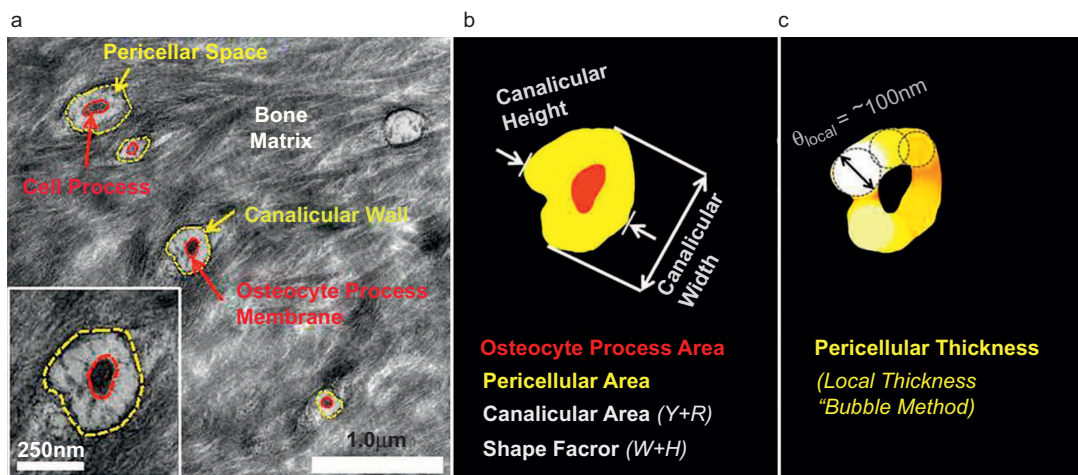 a
b
c
Pericellar Space
Bone
Matrix
Cell Process
Canalicular Wall
Osteocyte Process
Membrane
250nm
1.0µm
Canalicular
Height
Canalicular
Width
Osteocyte Process Area
Pericellular Area
Canalicular Area (Y+R)
Shape Facror (W+H)
θlocal = ~100nm
Pericellular Thickness
(Local Thickness
“Bubble Method)